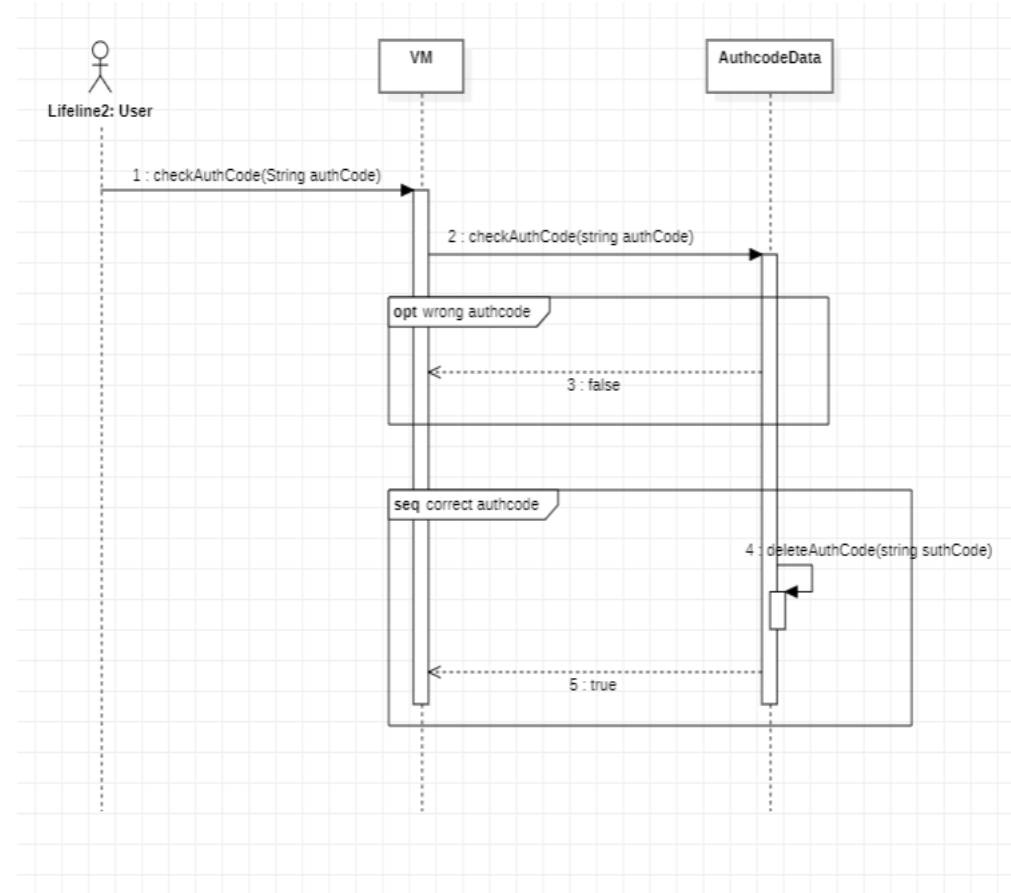 VM
AuthcodeData
Lifeline2: User
1 : checkAuthCode(String authCode)
2 : checkAuthCode(string authCode)
opt wrong authcode
3 : false
seq correct authcode
4 : deleteAuthCode(string suthCode)
5 : true